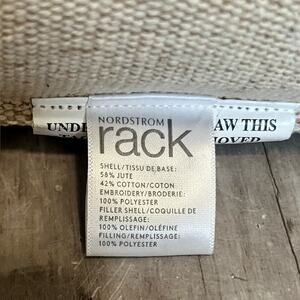 NORDSTROM
rack
UNDE
AW THIS
OVED
SHELL/TISSU DE BASE:
58% JUTE
42% COTTON/COTON
EMBROIDERY/BRODERIE:
100% POLYESTER
FILLER SHELL/COQUILLE DE
REMPLISSAGE:
100% OLEFIN/OLÉFINE
FILLING/REMPLISSAGE:
100% POLYESTER